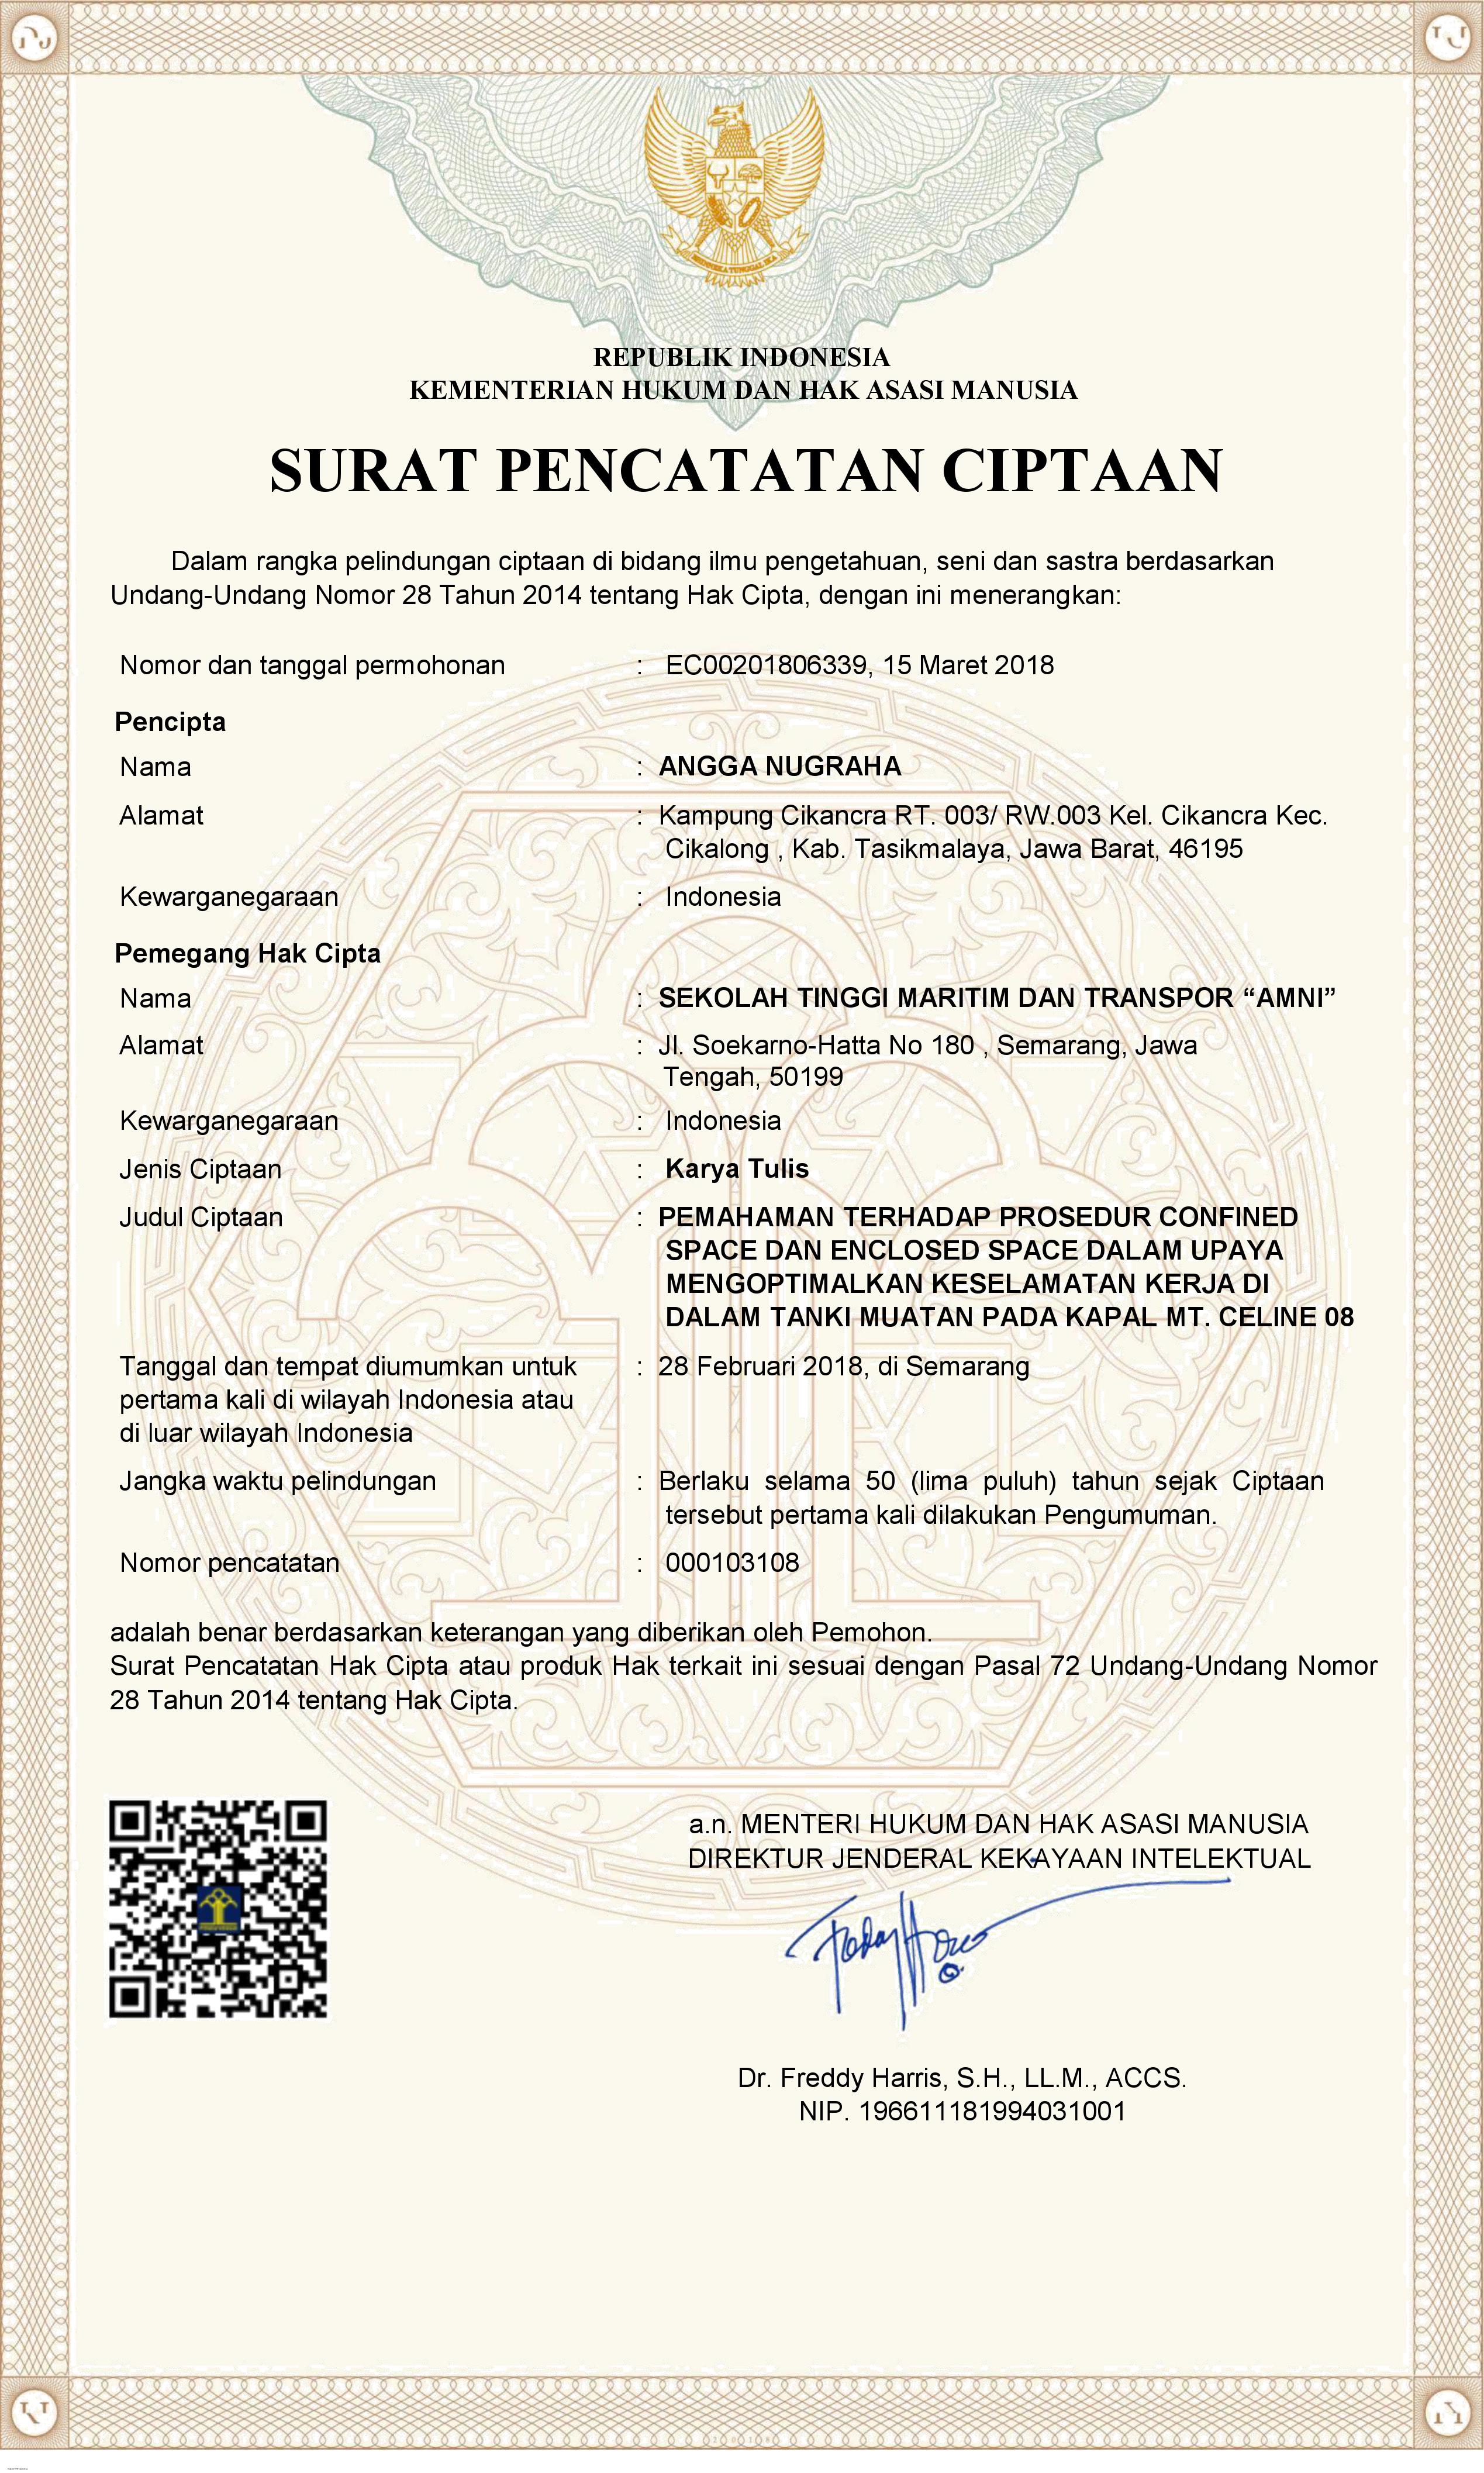 BHINNEKA TUNGGAL IKA
REPUBLIK INDONESIA
KEMENTERIAN HUKUM DAN HAK ASASI MANUSIA
SURAT PENCATATAN CIPTAAN
Dalam rangka pelindungan ciptaan di bidang ilmu pengetahuan, seni dan sastra berdasarkan
Undang-Undang Nomor 28 Tahun 2014 tentang Hak Cipta, dengan ini menerangkan:
Nomor dan tanggal permohonan : EC00201806339, 15 Maret 2018
Pencipta
Nama : ANGGA NUGRAHA
Alamat : Kampung Cikancra RT. 003/ RW.003 Kel. Cikancra Kec.
Cikalong , Kab. Tasikmalaya, Jawa Barat, 46195
Kewarganegaraan : Indonesia
Pemegang Hak Cipta
Nama : SEKOLAH TINGGI MARITIM DAN TRANSPOR “AMNI”
Alamat : Jl. Soekarno-Hatta No 180 , Semarang, Jawa
Tengah, 50199
Kewarganegaraan : Indonesia
Jenis Ciptaan : Karya Tulis
Judul Ciptaan : PEMAHAMAN TERHADAP PROSEDUR CONFINED
SPACE DAN ENCLOSED SPACE DALAM UPAYA
MENGOPTIMALKAN KESELAMATAN KERJA DI
DALAM TANKI MUATAN PADA KAPAL MT. CELINE 08
Tanggal dan tempat diumumkan untuk : 28 Februari 2018, di Semarang
pertama kali di wilayah Indonesia atau
di luar wilayah Indonesia
Jangka waktu pelindungan : Berlaku selama 50 (lima puluh) tahun sejak Ciptaan
tersebut pertama kali dilakukan Pengumuman.
Nomor pencatatan : 000103108
adalah benar berdasarkan keterangan yang diberikan oleh Pemohon.
Surat Pencatatan Hak Cipta atau produk Hak terkait ini sesuai dengan Pasal 72 Undang-Undang Nomor
28 Tahun 2014 tentang Hak Cipta.
a.n. MENTERI HUKUM DAN HAK ASASI MANUSIA
DIREKTUR JENDERAL KEKAYAAN INTELEKTUAL
Dr. Freddy Harris, S.H., LL.M., ACCS.
NIP. 196611181994031001